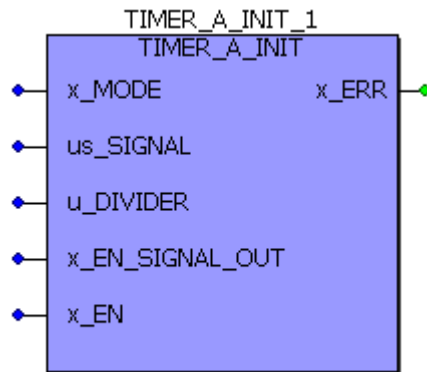 TIMER_A_INIT_1
TIMER_A_INIT
x_MODE x_ERR
us_SIGNAL
u_DIVIDER
x_EN_SIGNAL_OUT
x_EN